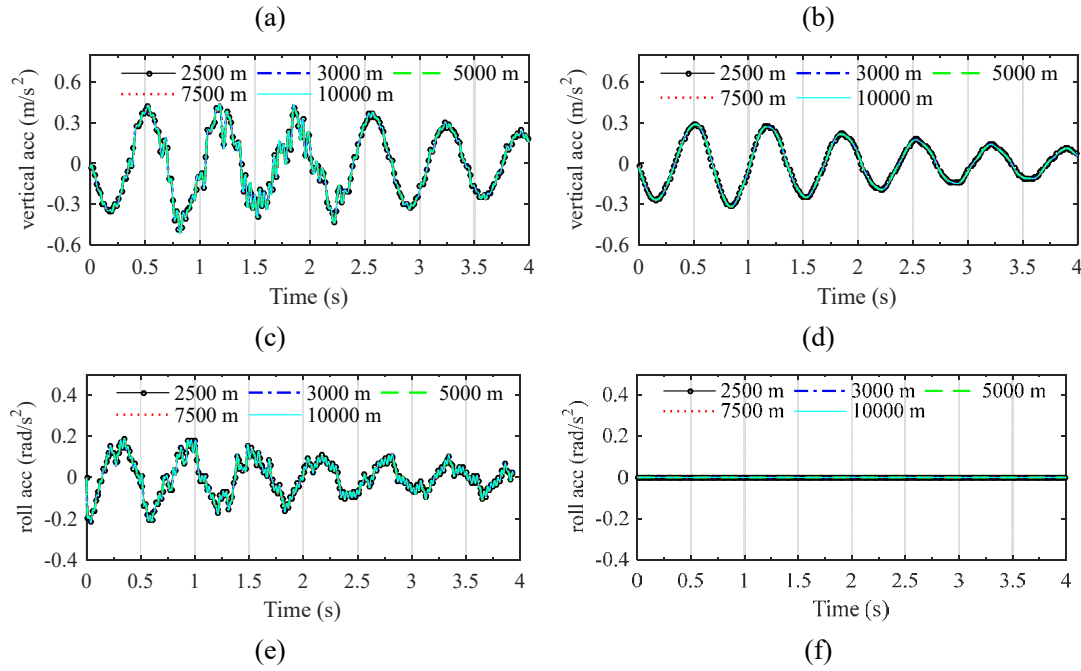 (a) (b)
2500 m 3000 m 5000 m
7500 m 10000 m
vertical acc (m/s²)
0.6
0.3
0
-0.3
-0.6
0 0.5 1 1.5 2 2.5 3 3.5 4
Time (s)
2500 m 3000 m 5000 m
7500 m 10000 m
vertical acc (m/s²)
0.6
0.3
0
-0.3
-0.6
0 0.5 1 1.5 2 2.5 3 3.5 4
Time (s)
(c) (d)
2500 m 3000 m 5000 m
7500 m 10000 m
roll acc (rad/s²)
0.4
0.2
0
-0.2
-0.4
0 0.5 1 1.5 2 2.5 3 3.5 4
Time (s)
2500 m 3000 m 5000 m
7500 m 10000 m
roll acc (rad/s²)
0.4
0.2
0
-0.2
-0.4
0 0.5 1 1.5 2 2.5 3 3.5 4
Time (s)
(e) (f)